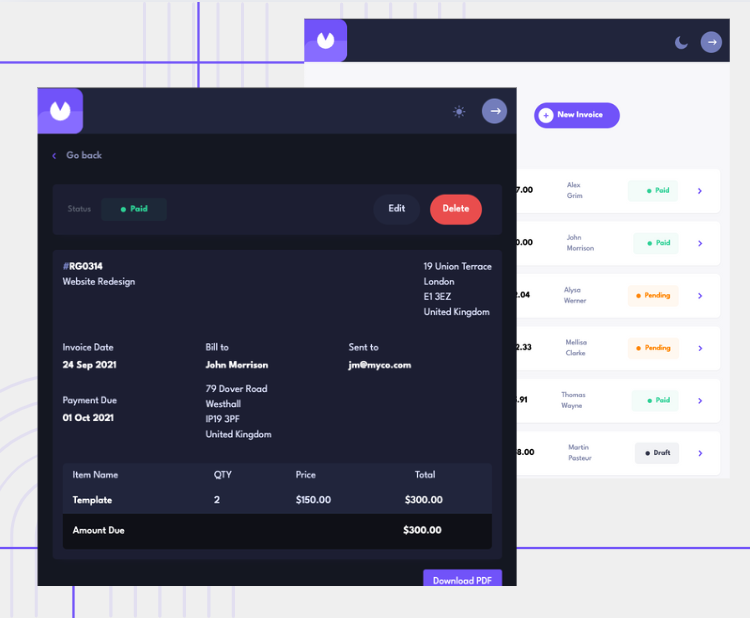 New Invoice
Go back
Status
Paid
Edit
Delete
#RG0314
Website Redesign
19 Union Terrace
London
E1 3EZ
United Kingdom
Invoice Date
24 Sep 2021
Bill to
John Morrison
Sent to
jm@myco.com
Payment Due
01 Oct 2021
79 Dover Road
Westhall
IP19 3PF
United Kingdom
Item Name QTY Price Total
Template 2 $150.00 $300.00
Amount Due $300.00
Download PDF
7.00
Alex
Grim
Paid
0.00
John
Morrison
Paid
2.04
Alysa
Werner
Pending
2.33
Mellisa
Clarke
Pending
.91
Thomas
Wayne
Paid
8.00
Martin
Pasteur
Draft